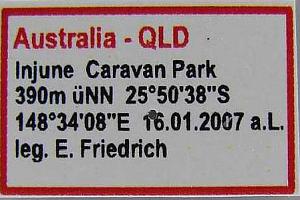 Australia - QLD
Injune Caravan Park
390m üNN 25°50'38"S
148°34'08"E 16.01.2007 a.L.
leg. E. Friedrich